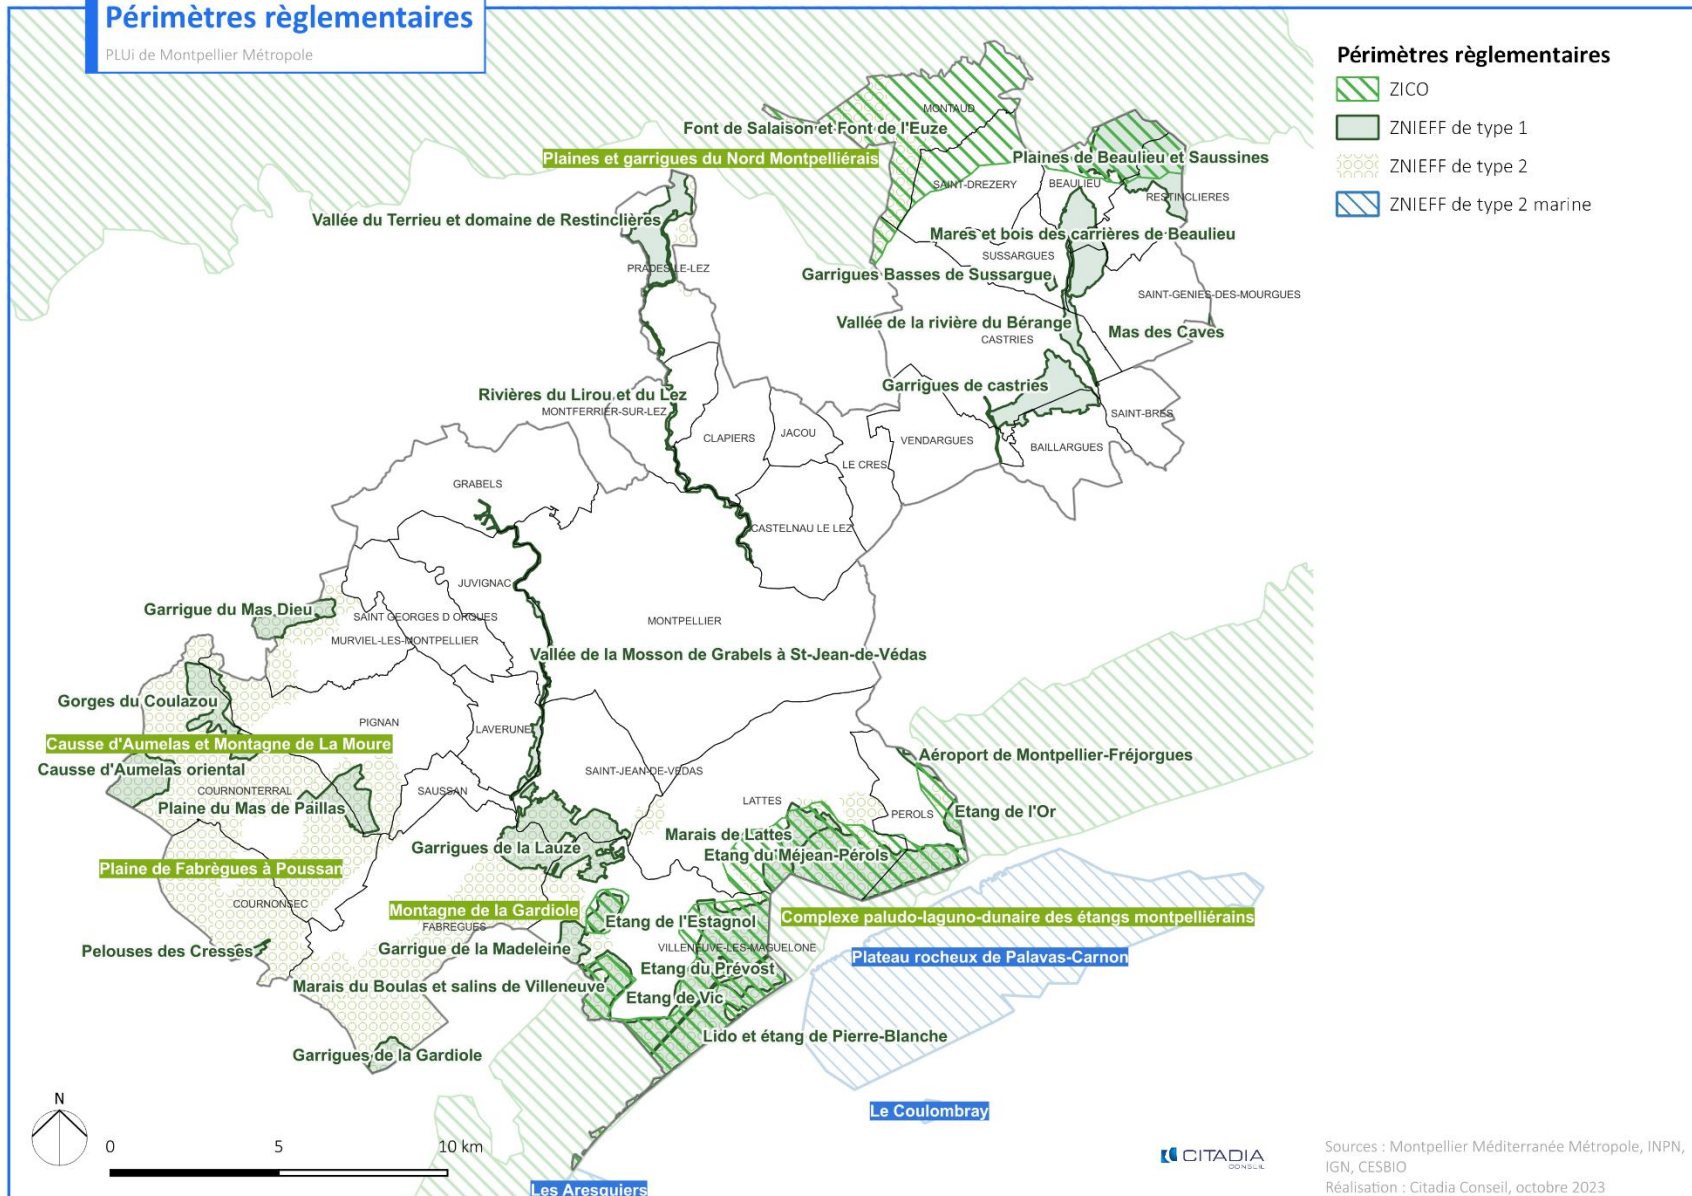 Périmètres règlementaires
PLUi de Montpellier Métropole
Périmètres règlementaires
ZICO
ZNIEFF de type 1
ZNIEFF de type 2
ZNIEFF de type 2 marine
MONTAUD
Font de Salaison et Font de l'Euze
Plaines et garrigues du Nord Montpelliérais
Plaines de Beaulieu et Saussines
SAINT-DREZERY
BEAULIEU
RESTINCLIERES
Vallée du Terrieu et domaine de Restinclières
Mares et bois des carrières de Beaulieu
SUSSARGUES
PRADES-LE-LEZ
Garrigues Basses de Sussargue
SAINT-GENIES-DES-MOURGUES
Vallée de la rivière du Bérange
Mas des Caves
CASTRIES
Garrigues de castries
Rivières du Lirou et du Lez
MONTFERRIER-SUR-LEZ
SAINT-BRES
CLAPIERS
JACOU
VENDARGUES
BAILLARGUES
LE CRES
GRABELS
CASTELNAU LE LEZ
JUVIGNAC
Garrigue du Mas Dieu
SAINT GEORGES D ORQUES
MONTPELLIER
MURVIEL-LES-MONTPELLIER
Vallée de la Mosson de Grabels à St-Jean-de-Védas
Gorges du Coulazou
PIGNAN
LAVERUNE
Causse d'Aumelas et Montagne de La Moure
Aéroport de Montpellier-Fréjorgues
Causse d'Aumelas oriental
SAINT-JEAN-DE-VEDAS
COURNONTERRAL
SAUSSAN
LATTES
Plaine du Mas de Paillas
PEROLS
Etang de l'Or
Marais de Lattes
Garrigues de la Lauze
Etang du Méjean-Pérols
Plaine de Fabrègues à Poussan
COURNONSEC
Montagne de la Gardiole
Complexe paludo-laguno-dunaire des étangs montpelliérains
Etang de l'Estagnol
FABREGUES
Garrigue de la Madeleine
VILLENEUVE-LES-MAGUELONE
Pelouses des Cressés
Plateau rocheux de Palavas-Carnon
Etang du Prévost
Marais du Boulas et salins de Villeneuve
Etang de Vic
Lido et étang de Pierre-Blanche
Garrigues de la Gardiole
Le Coulombray
Les Aresquiers
N
0
5
10 km
CITADIA
CONSEIL
Sources : Montpellier Méditerranée Métropole, INPN,
IGN, CESBIO
Réalisation : Citadia Conseil, octobre 2023